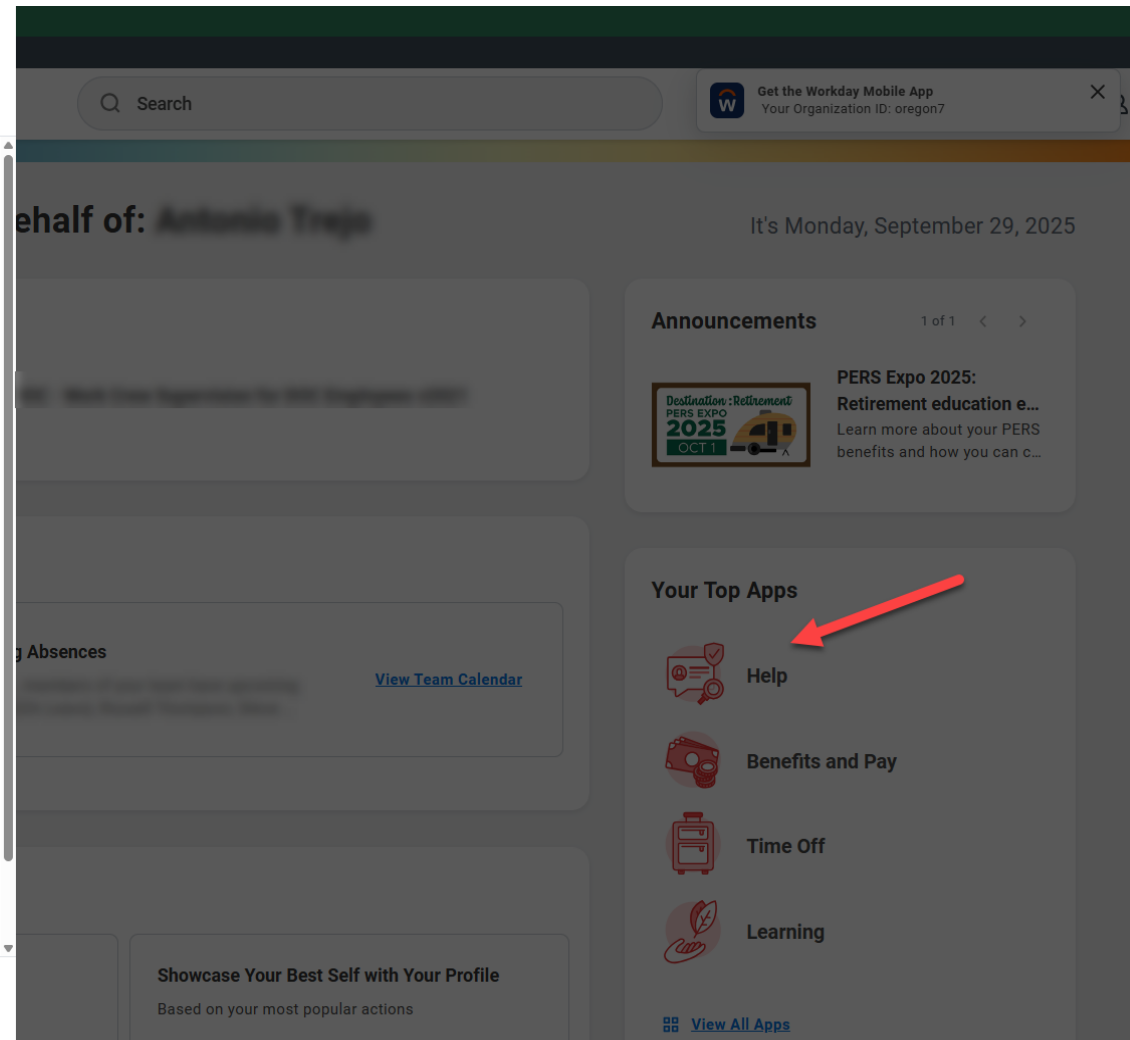 Search
Get the Workday Mobile App
Your Organization ID: oregon7
ehalf of:
It's Monday, September 29, 2025
Announcements
1 of 1
Destination : Retirement
PERS EXPO
2025
OCT 1
PERS Expo 2025:
Retirement education e...
Learn more about your PERS
benefits and how you can c...
Your Top Apps
g Absences
View Team Calendar
Help
Benefits and Pay
Time Off
Learning
Showcase Your Best Self with Your Profile
Based on your most popular actions
View All Apps